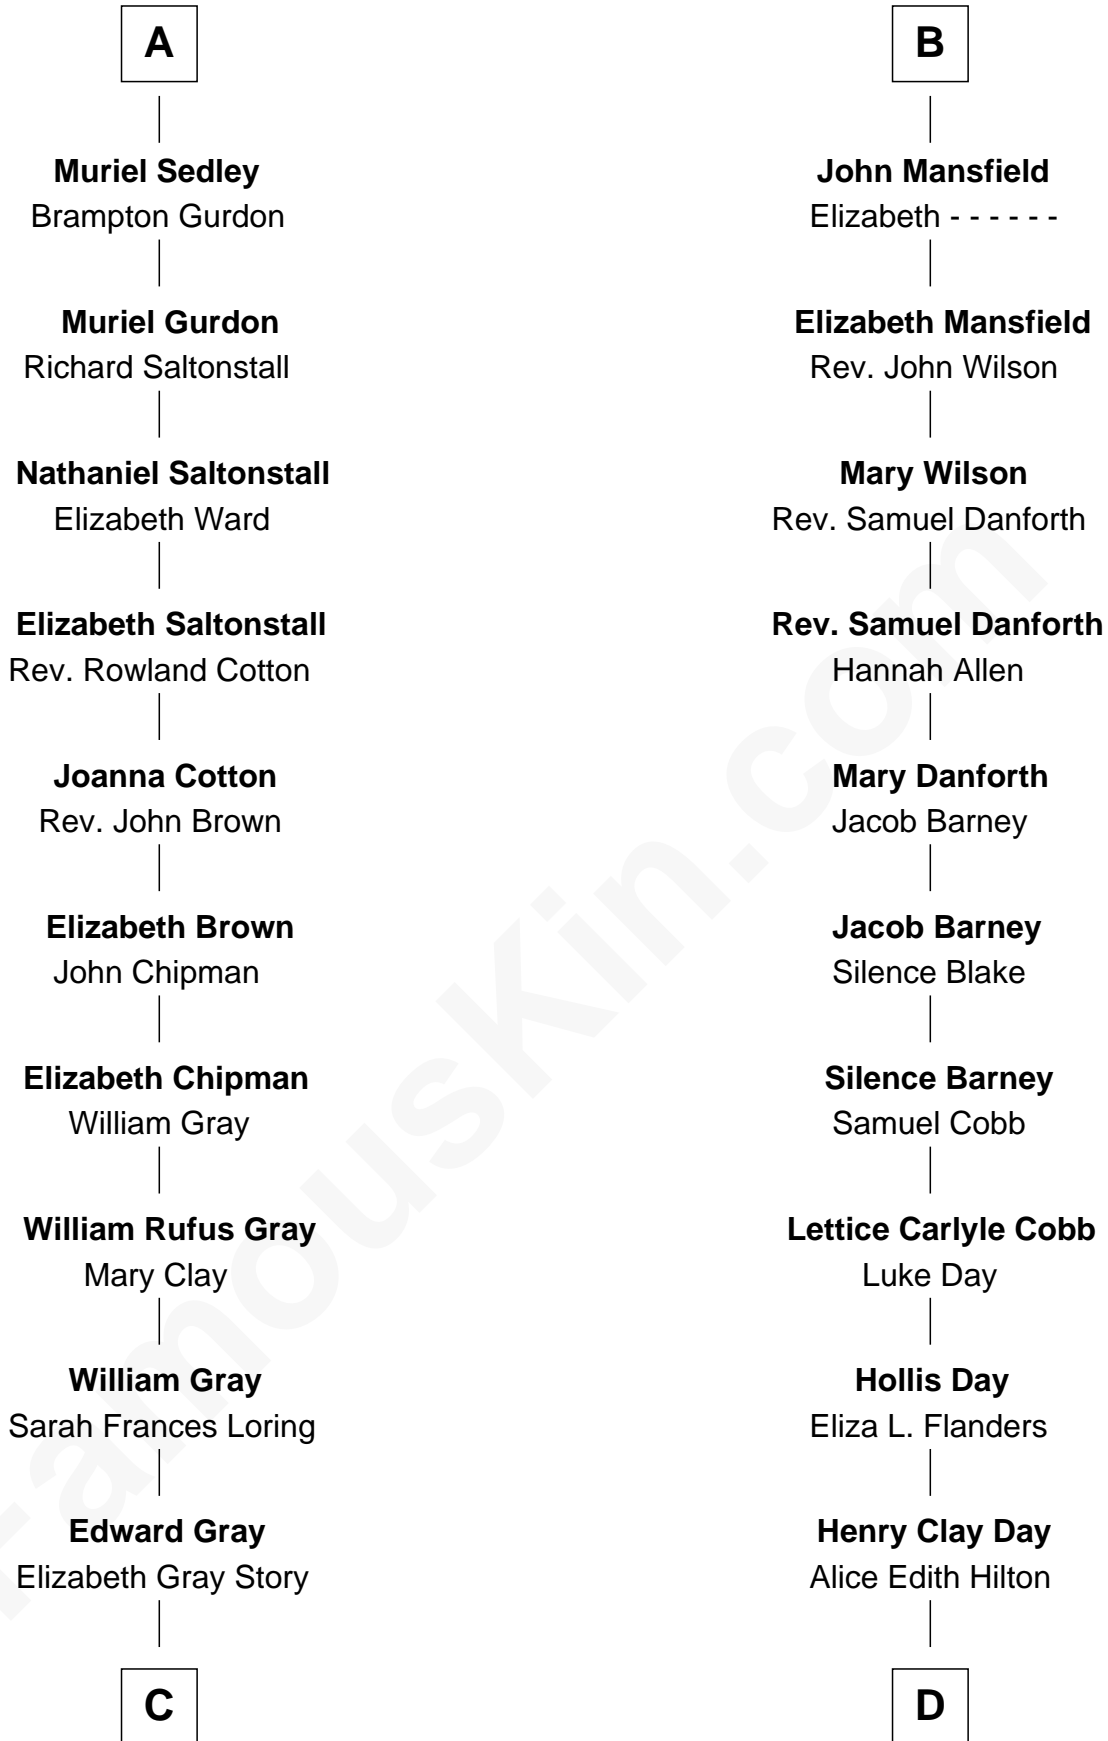 A
Muriel Sedley
Brampton Gurdon
Muriel Gurdon
Richard Saltonstall
Nathaniel Saltonstall
Elizabeth Ward
Elizabeth Saltonstall
Rev. Rowland Cotton
Joanna Cotton
Rev. John Brown
Elizabeth Brown
John Chipman
Elizabeth Chipman
William Gray
William Rufus Gray
Mary Clay
William Gray
Sarah Frances Loring
Edward Gray
Elizabeth Gray Story
C
B
John Mansfield
Elizabeth - - - - - -
Elizabeth Mansfield
Rev. John Wilson
Mary Wilson
Rev. Samuel Danforth
Rev. Samuel Danforth
Hannah Allen
Mary Danforth
Jacob Barney
Jacob Barney
Silence Blake
Silence Barney
Samuel Cobb
Lettice Carlyle Cobb
Luke Day
Hollis Day
Eliza L. Flanders
Henry Clay Day
Alice Edith Hilton
D
FamousKin.com